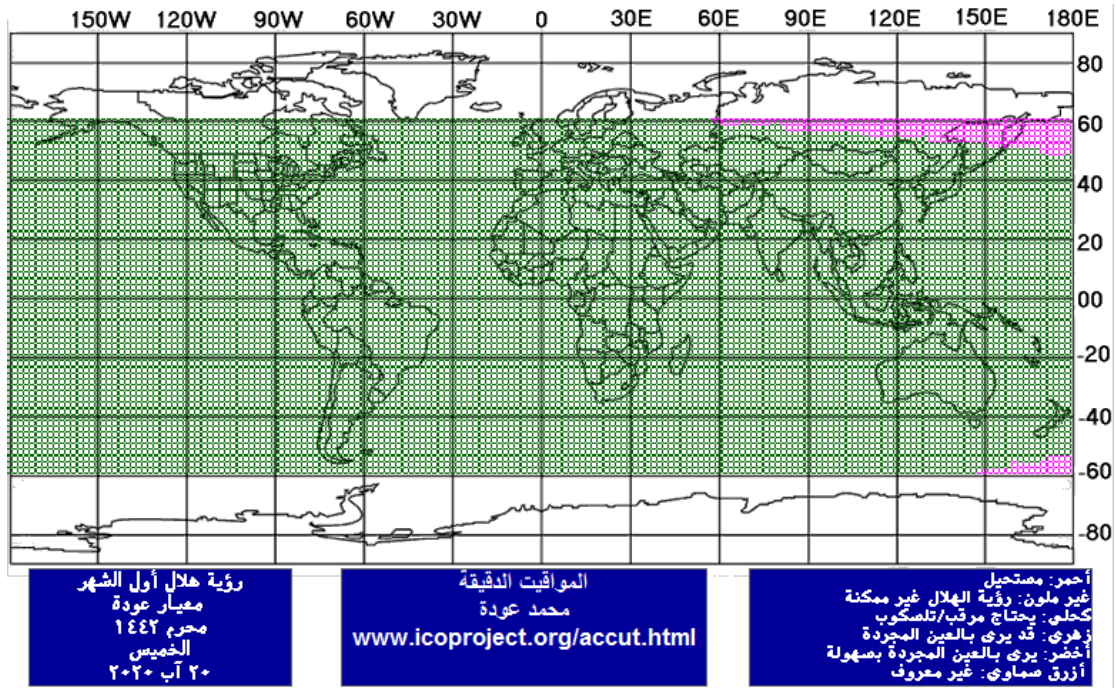 150W 120W 90W 60W 30W 0 30E 60E 90E 120E 150E 180E
80
60
40
20
00
-20
-40
-60
-80
رؤية هلال أول الشهر
معيار عودة
محرم ١٤٤٢
الخميس
٢٠ آب ٢٠٢٠
المواقيت الدقيقة
محمد عودة
www.icoproject.org/accut.html
أحمر: مستحيل
غير ملون: رؤية الهلال غير ممكنة
كحلي: يحتاج مرقب/تلسكوب
زهري: قد يرى بالعين المجردة
أخضر: يرى بالعين المجردة بسهولة
أزرق سماوي: غير معروف